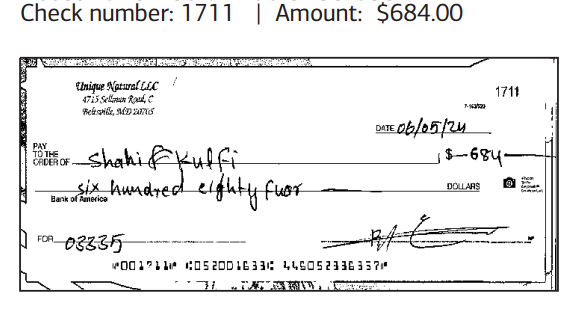 Check number: 1711 | Amount: $684.00
Unique Natural LLC
4715 Sellman Road, C
Beltsville, MD 20705
1711
7-163/520
DATE 06/05/24
PAY
TO THE
ORDER OF Shahi Kulfi $ 684
six hundred eighty fuor DOLLARS
Bank of America
FOR 03335
⑈001711⑈ ⑆052001633⑆ 446052336357⑈